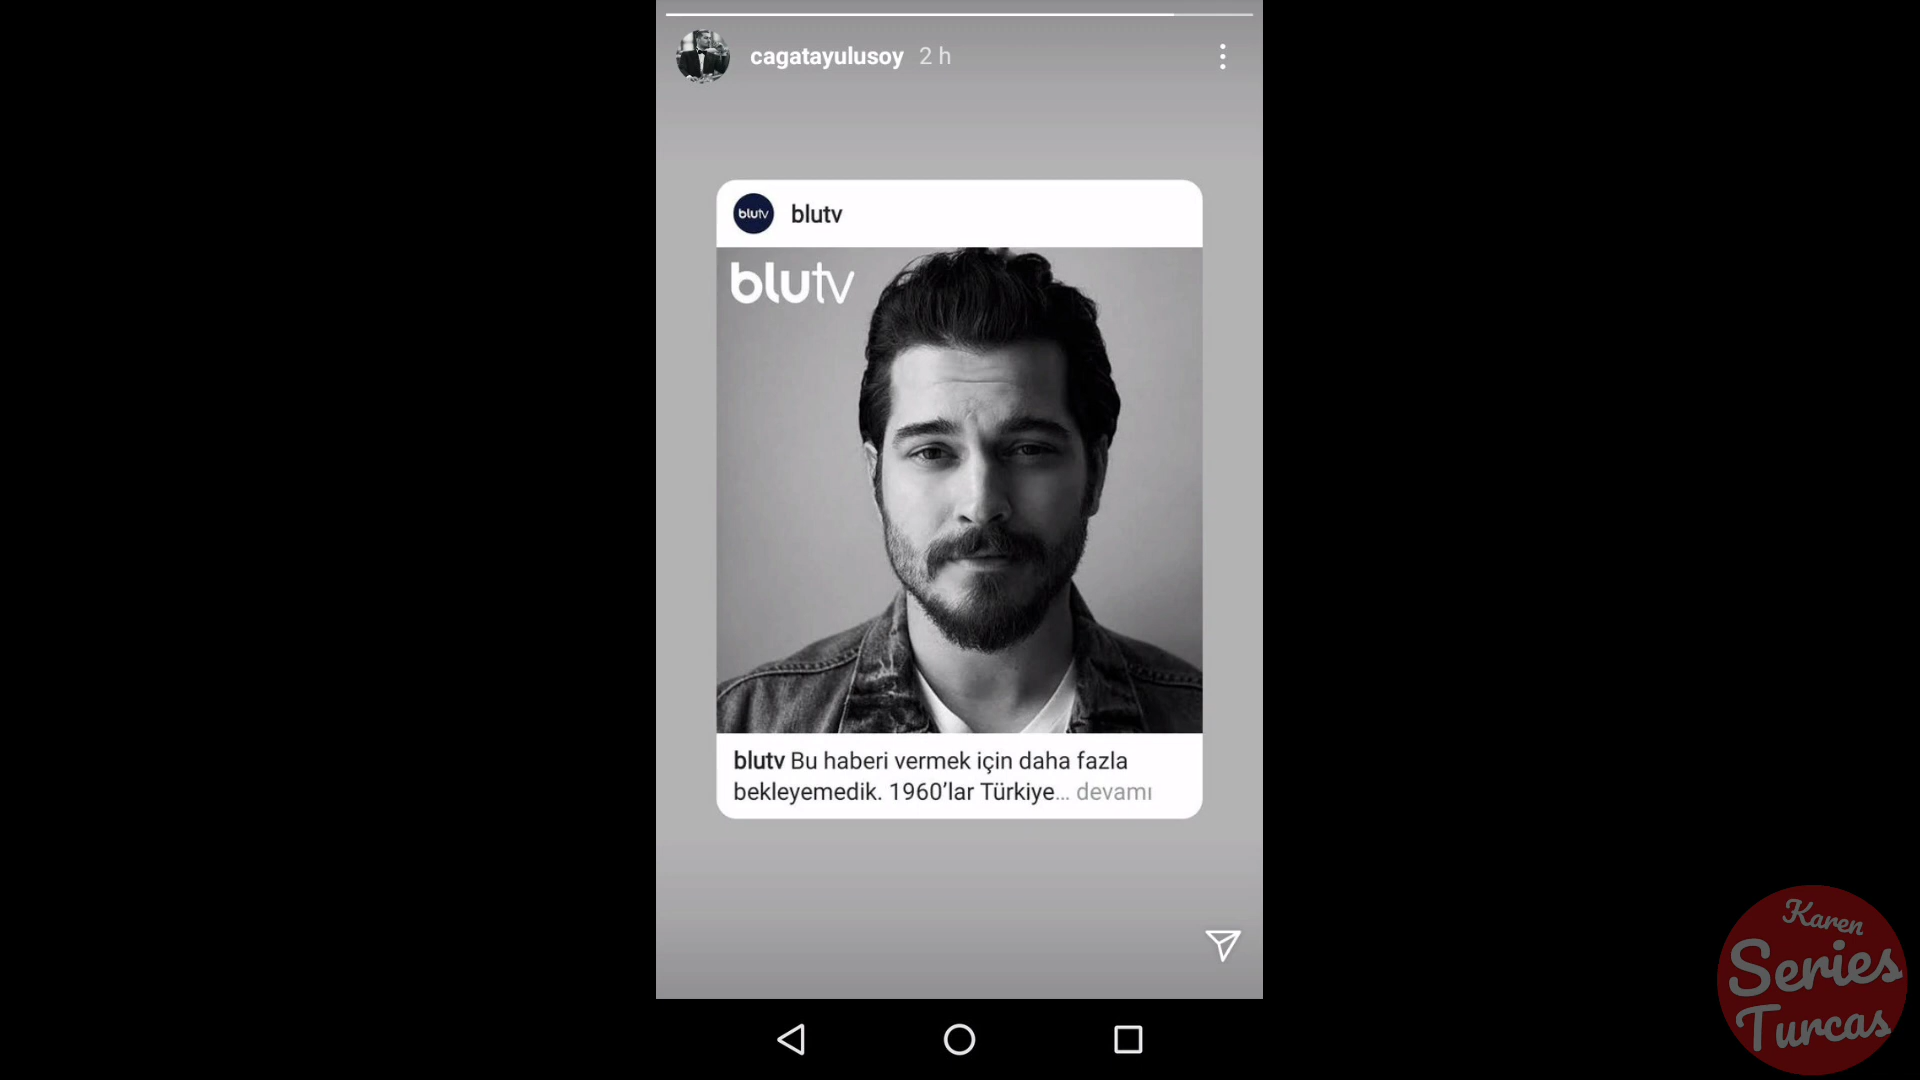 cagatayulusoy 2 h
blutv blutv
blutv
blutv Bu haberi vermek için daha fazla
bekleyemedik. 1960’lar Türkiye... devamı
Karen
Series
Turcas